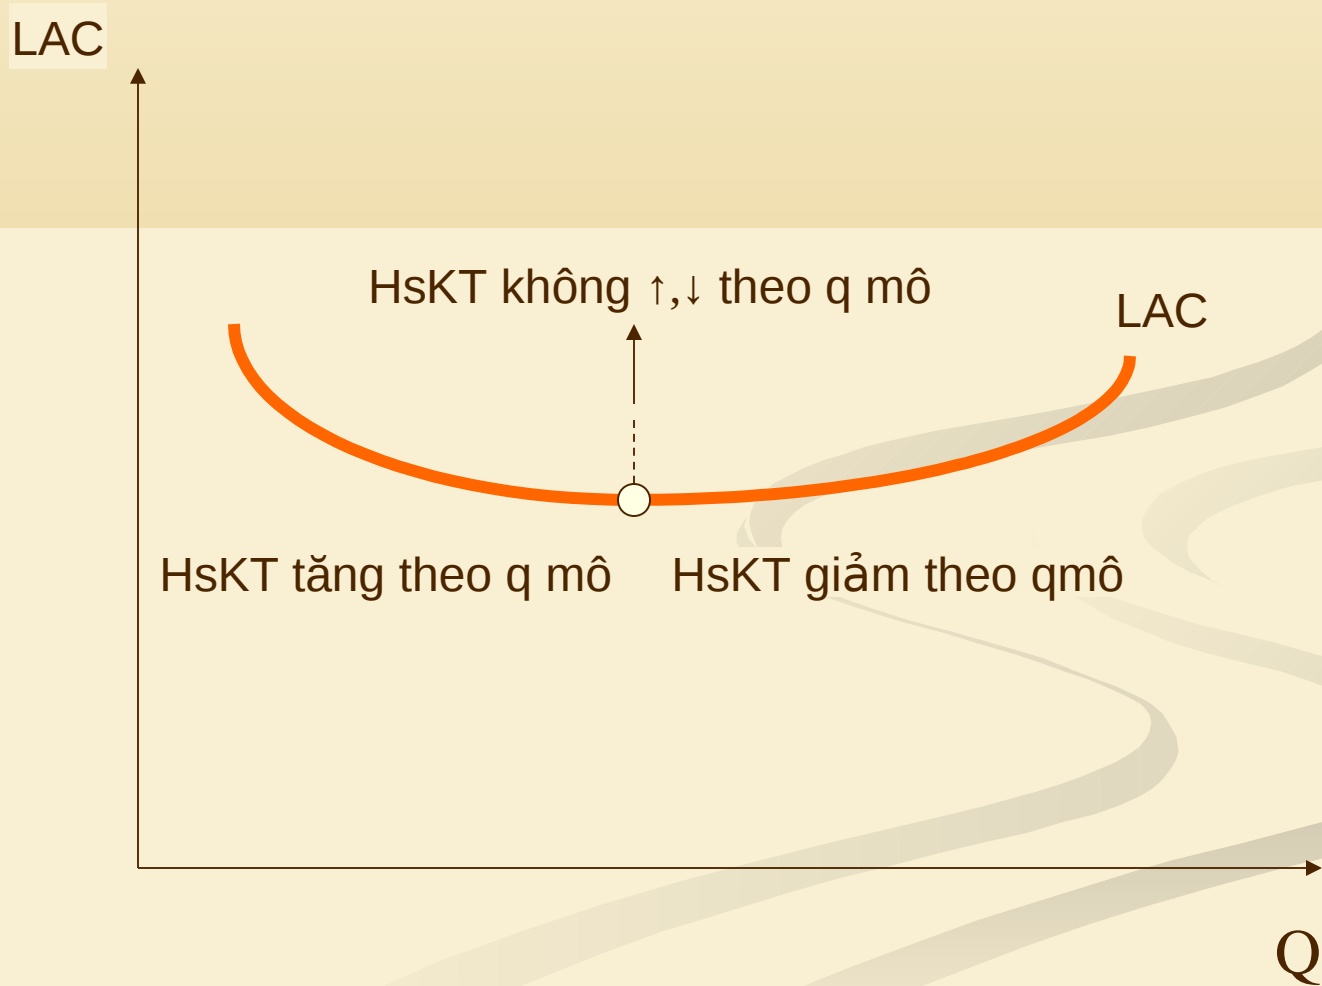 LAC
HsKT không ↑,↓ theo q mô
LAC
HsKT tăng theo q mô
HsKT giảm theo qmô
Q